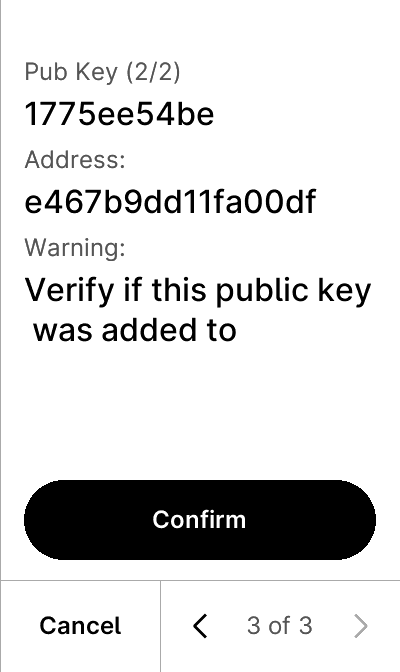 Pub Key (2/2)
1775ee54be
Address:
e467b9dd11fa00df
Warning:
Verify if this public key
was added to
Confirm
Cancel
3 of 3